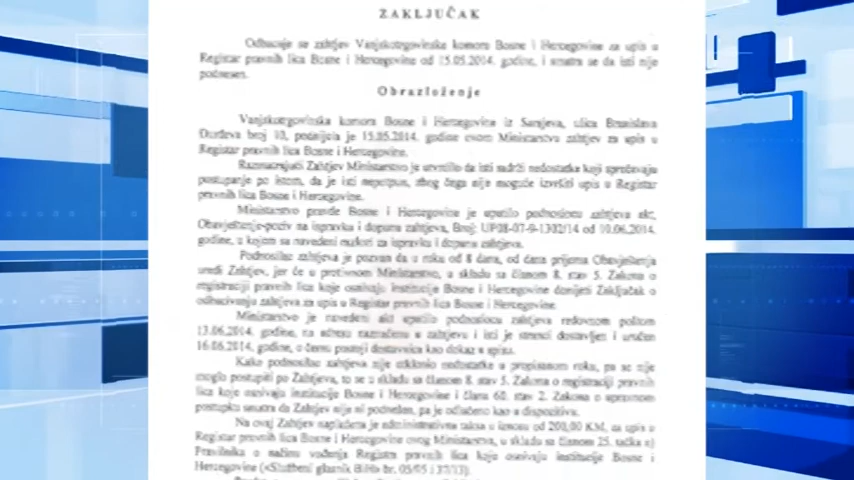 ZAKLJUČAK
Odbacuje se zahtjev Vanjskotrgovinske komora Bosne i Hercegovine za upis u
Registar pravnih lica Bosne i Hercegovine od 15.05.2014. godine, i smatra se da isti nije
podnesen.
Obrazloženje
Vanjskotrgovinska komora Bosne i Hercegovine iz Sarajeva, ulica Branislava
Đurđeva broj 10, podnijela je 15.05.2014. godine ovom Ministarstvu zahtjev za upis u
Registar pravnih lica Bosne i Hercegovine.
Razmatrajući Zahtjev Ministarstvo je utvrdilo da isti sadrži nedostatke koji sprečavaju
postupanje po istom, da je isti nepotpun, zbog čega nije moguće izvršiti upis u Registar
pravnih lica Bosne i Hercegovine.
Ministarstvo pravde Bosne i Hercegovine je uputilo podnosiocu zahtjeva akt,
Obavještenje-poziv na ispravku i dopunu zahtjeva, Broj: UP08-07-9-1302/14 od 10.06.2014.
godine, u kojem su navedeni razlozi za ispravku i dopunu zahtjeva.
Podnosilac zahtjeva je pozvan da u roku od 8 dana, od dana prijema Obavještenja
uredi Zahtjev, jer će u protivnom Ministarstvo, u skladu sa članom 8. stav 5. Zakona o
registraciji pravnih lica koje osnivaju institucije Bosne i Hercegovine donijeti Zaključak o
odbacivanju zahtjeva za upis u Registar pravnih lica Bosne i Hercegovine.
Ministarstvo je navedeni akt uputilo podnosiocu zahtjeva redovnom poštom
13.06.2014. godine, na adresu naznačenu u zahtjevu i isti je stranci dostavljen i uručen
16.06.2014. godine, o čemu postoji dostavnica kao dokaz u spisu.
Kako podnosilac zahtjeva nije uklonio nedostatke u propisanom roku, pa se nije
moglo postupiti po Zahtjevu, to se u skladu sa članom 8. stav 5. Zakona o registraciji pravnih
lica koje osnivaju institucije Bosne i Hercegovine i člana 60. stav 2. Zakona o upravnom
postupku smatra da Zahtjev nije ni podnelen, pa je odlučeno kao u dispozitivu.
Na ovaj Zahtjev naplaćena je administrativna taksa u iznosu od 200,00 KM, za upis u
Registar pravnih lica Bosne i Hercegovine ovog Ministarstva, u skladu sa članom 25. tačka
Pravilnika o načinu vođenja Registra pravnih lica koje osnivaju institucije Bosne i
Hercegovine («Službeni glasnik BiH» br. 05/05 i 37/13).